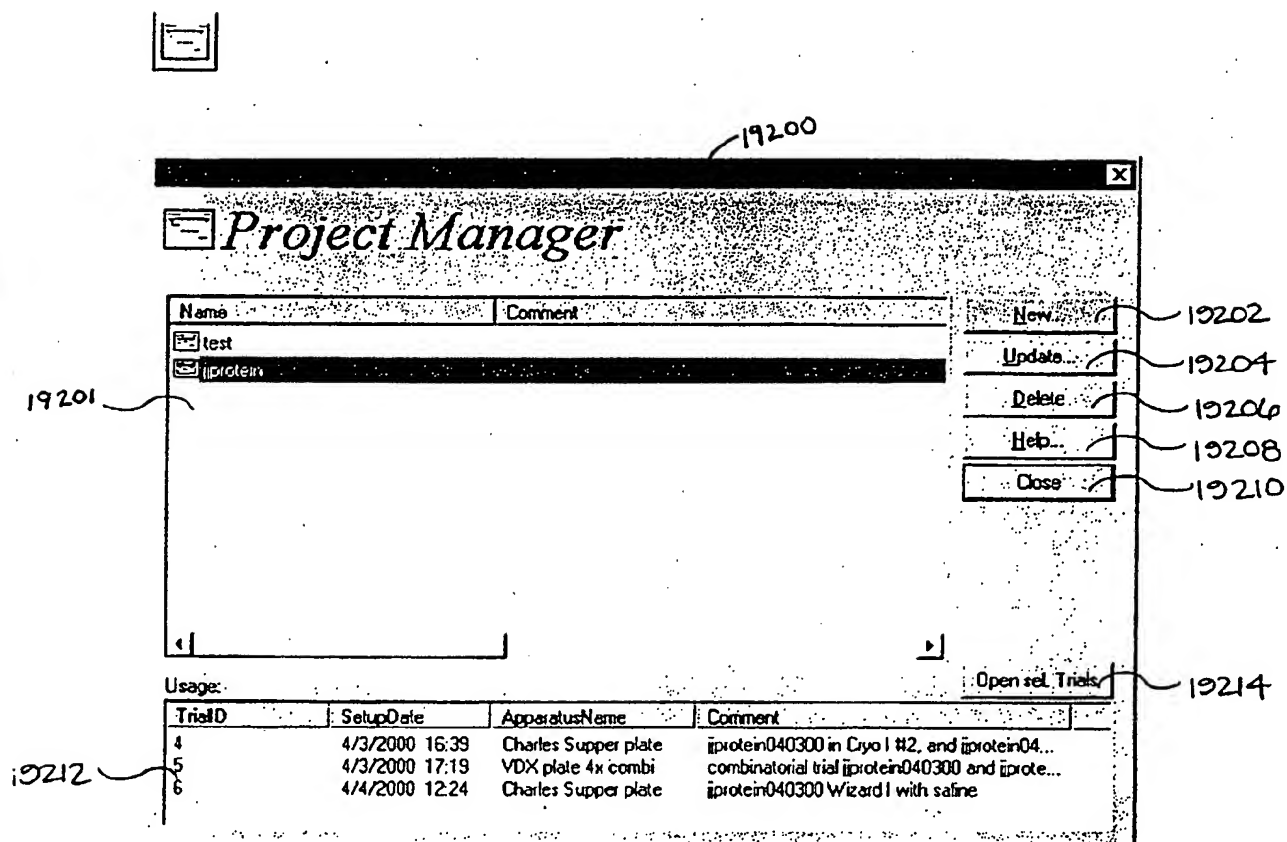 19200
X
Project Manager
Name Comment
test
jjprotein
New...
Update...
Delete
Help...
Close
19202
19204
19206
19208
19210
19201
Open sel. Trials
19214
Usage:
TrialID SetupDate ApparatusName Comment
4 4/3/2000 16:39 Charles Supper plate jjprotein040300 in Cryo I #2, and jjprotein04...
5 4/3/2000 17:19 VDX plate 4x combi combinatorial trial jjprotein040300 and jjprote...
6 4/4/2000 12:24 Charles Supper plate jjprotein040300 Wizard I with saline
19212